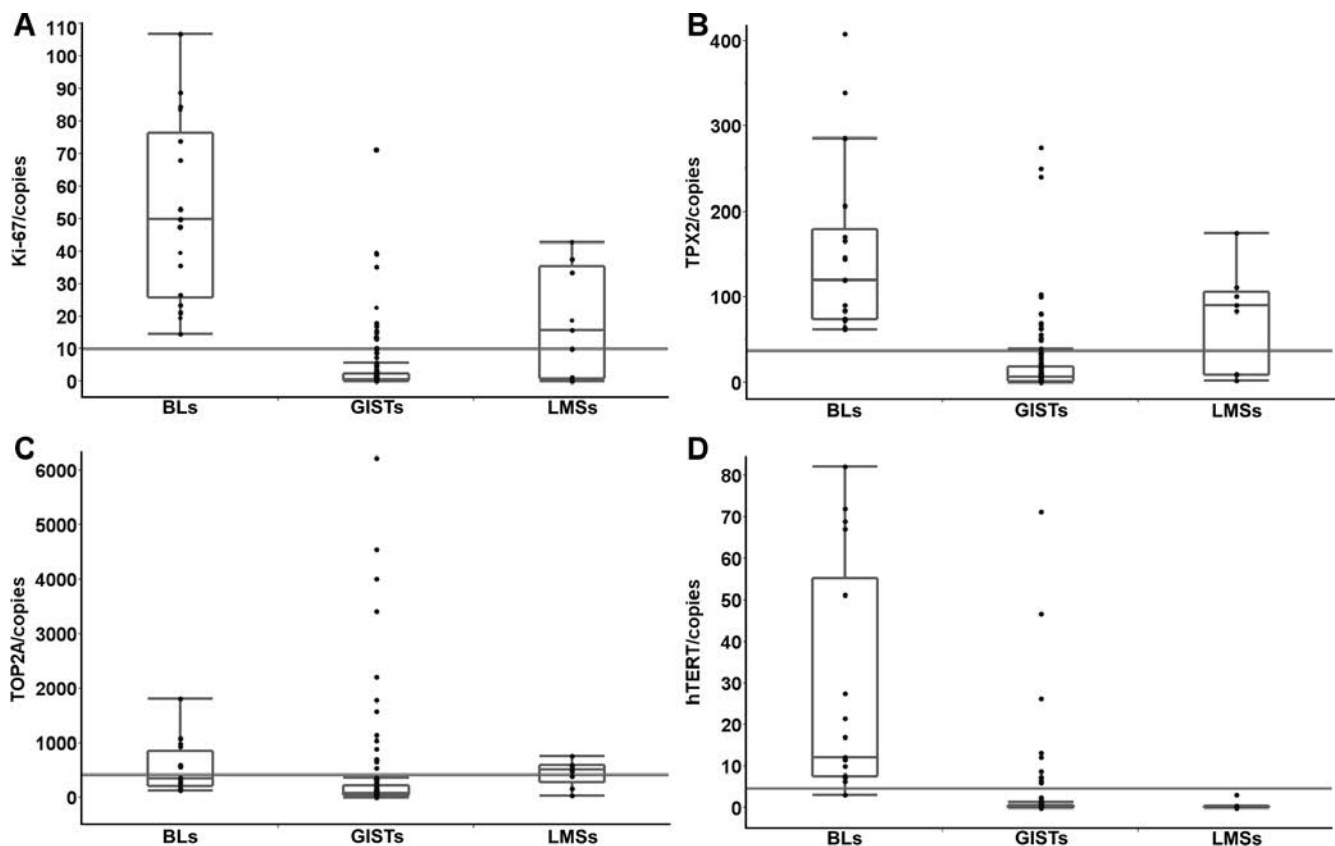 A
Ki-67/copies
110
100
90
80
70
60
50
40
30
20
10
0
BLs GISTs LMSs
B
TPX2/copies
400
300
200
100
0
BLs GISTs LMSs
C
TOP2A/copies
6000
5000
4000
3000
2000
1000
0
BLs GISTs LMSs
D
hTERT/copies
80
70
60
50
40
30
20
10
0
BLs GISTs LMSs